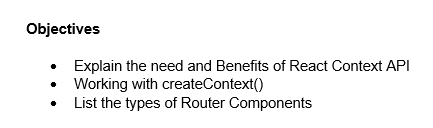 Objectives
• Explain the need and Benefits of React Context API
• Working with createContext()
• List the types of Router Components